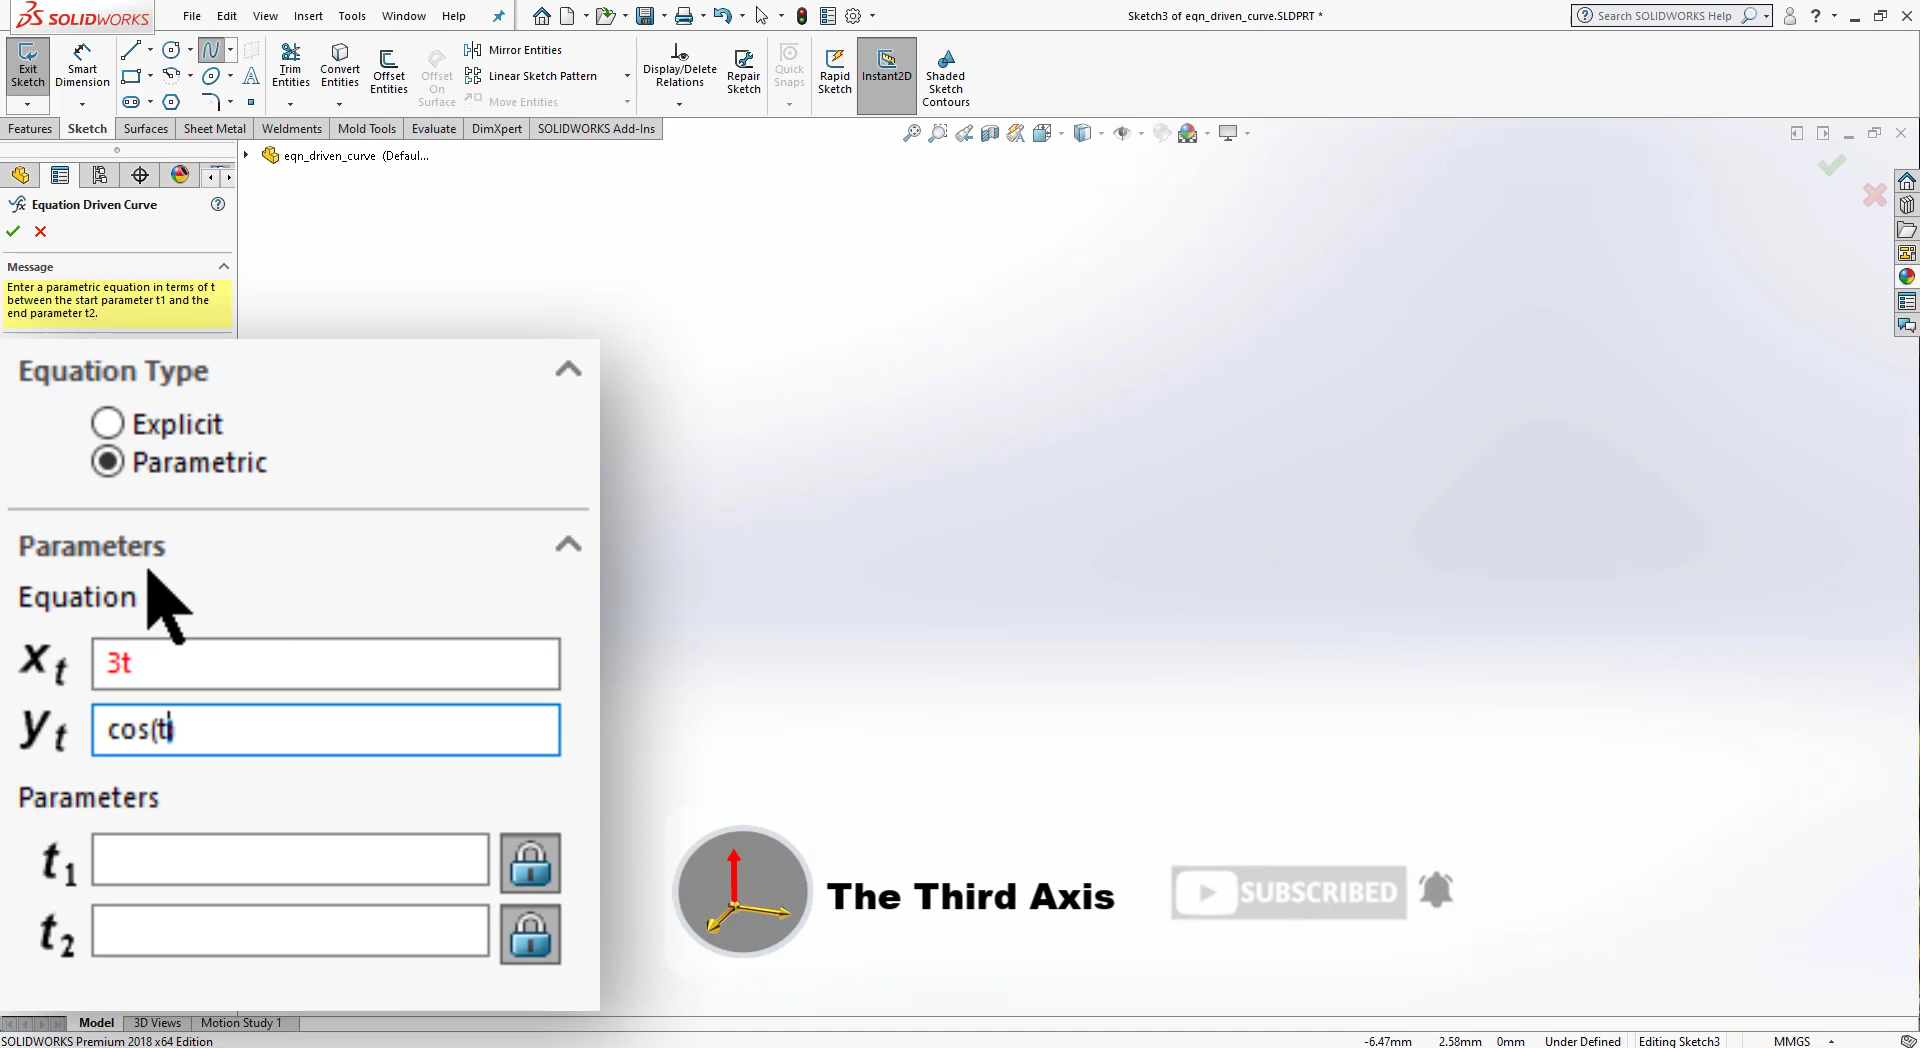 SOLIDWORKS
File Edit View Insert Tools Window Help
Sketch3 of eqn_driven_curve.SLDPRT *
Search SOLIDWORKS Help
Exit Sketch
Smart Dimension
Trim Entities
Convert Entities
Offset Entities
Offset On Surface
Mirror Entities
Linear Sketch Pattern
Move Entities
Display/Delete Relations
Repair Sketch
Quick Snaps
Rapid Sketch
Instant2D
Shaded Sketch Contours
Features Sketch Surfaces Sheet Metal Weldments Mold Tools Evaluate DimXpert SOLIDWORKS Add-Ins
eqn_driven_curve (Defaul...
Equation Driven Curve
Message
Enter a parametric equation in terms of t
between the start parameter t1 and the
end parameter t2.
Equation Type
Explicit
Parametric
Parameters
Equation
xt 3t
yt cos(t
Parameters
t1
t2
The Third Axis
SUBSCRIBED
Model 3D Views Motion Study 1
SOLIDWORKS Premium 2018 x64 Edition
-6.47mm 2.58mm 0mm Under Defined Editing Sketch3 MMGS